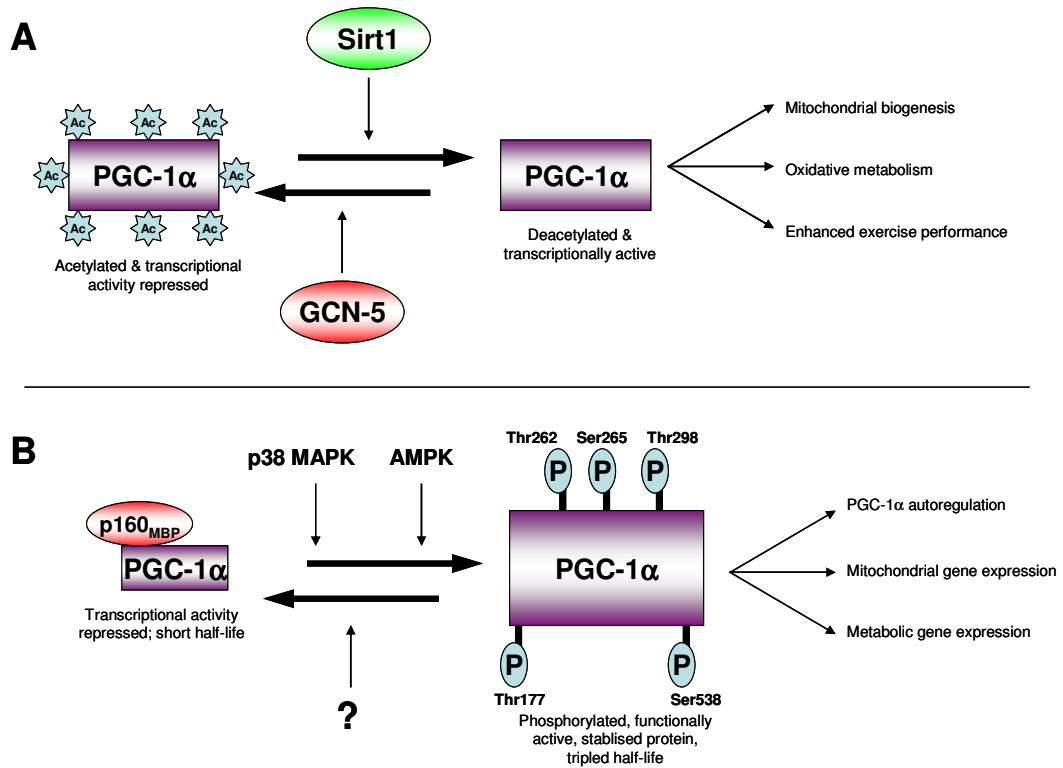 A
Sirt1
Ac
Ac
Ac
Ac
PGC-1α
Ac
Ac
Ac
Ac
Acetylated & transcriptional
activity repressed
GCN-5
PGC-1α
Deacetylated &
transcriptionally active
Mitochondrial biogenesis
Oxidative metabolism
Enhanced exercise performance
B
p38 MAPK
AMPK
p160MBP
PGC-1α
Transcriptional activity
repressed; short half-life
?
Thr262
Ser265
Thr298
P
P
P
PGC-1α
P
P
Thr177
Ser538
Phosphorylated, functionally
active, stablised protein,
tripled half-life
PGC-1α autoregulation
Mitochondrial gene expression
Metabolic gene expression